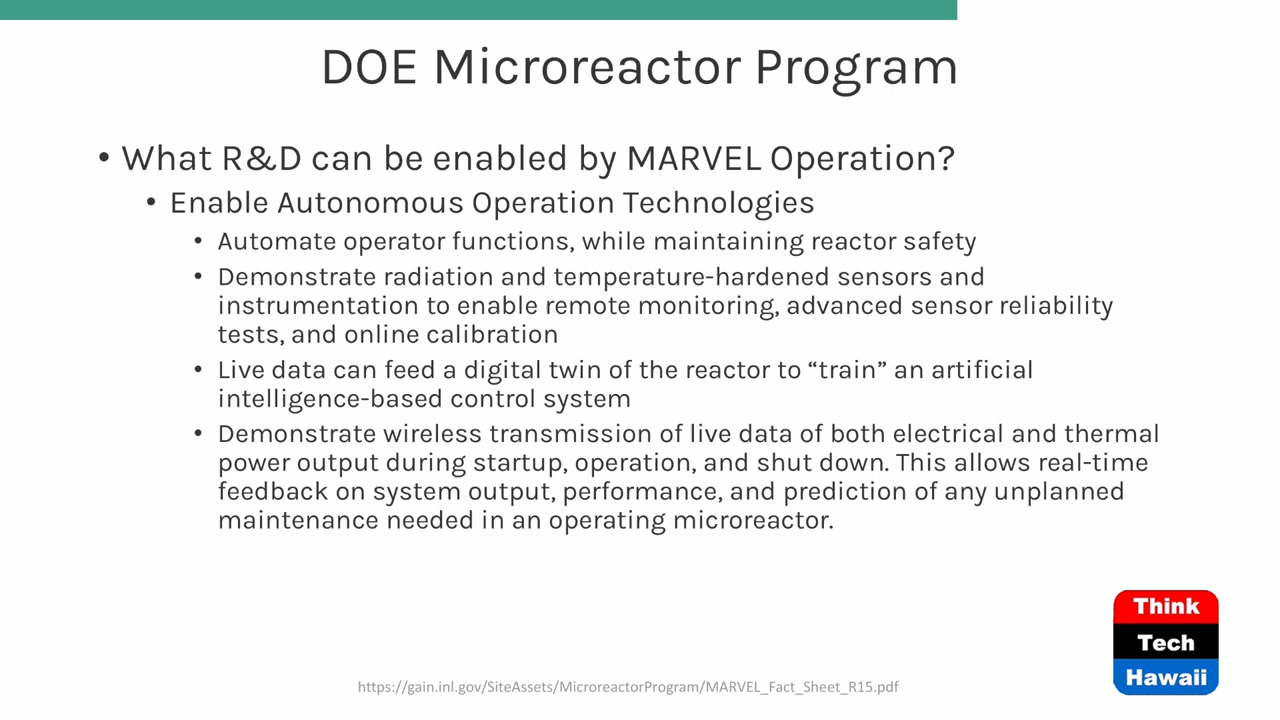 DOE Microreactor Program
• What R&D can be enabled by MARVEL Operation?
• Enable Autonomous Operation Technologies
• Automate operator functions, while maintaining reactor safety
• Demonstrate radiation and temperature-hardened sensors and
instrumentation to enable remote monitoring, advanced sensor reliability
tests, and online calibration
• Live data can feed a digital twin of the reactor to “train” an artificial
intelligence-based control system
• Demonstrate wireless transmission of live data of both electrical and thermal
power output during startup, operation, and shut down. This allows real-time
feedback on system output, performance, and prediction of any unplanned
maintenance needed in an operating microreactor.
Think
Tech
Hawaii
https://gain.inl.gov/SiteAssets/MicroreactorProgram/MARVEL_Fact_Sheet_R15.pdf